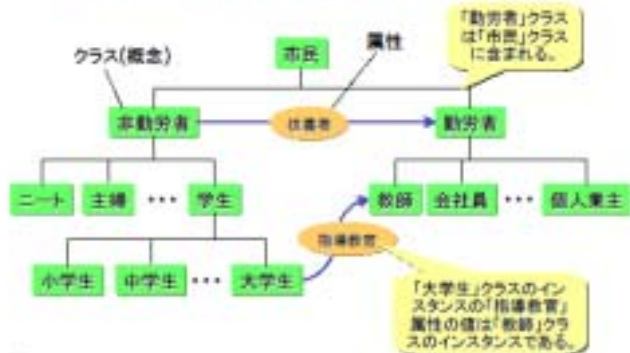 「勤労者」クラス
は「市民」クラス
に含まれる。
クラス(概念)
市民
属性
非勤労者
扶養者
勤労者
ニート 主婦 ・・・ 学生
教師 会社員 ・・・ 個人業主
指導教官
小学生 中学生 ・・・ 大学生
「大学生」クラスのイン
スタンスの「指導教官」
属性の値は「教師」クラ
スのインスタンスである。